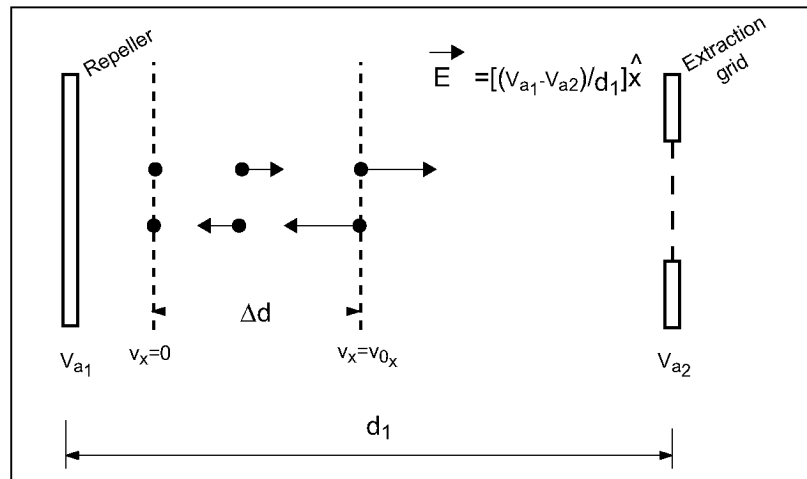 Repeller
Extraction
grid
E =[(Va1-Va2)/d1]x̂
Δd
Va1
vx=0
vx=v0x
Va2
d1